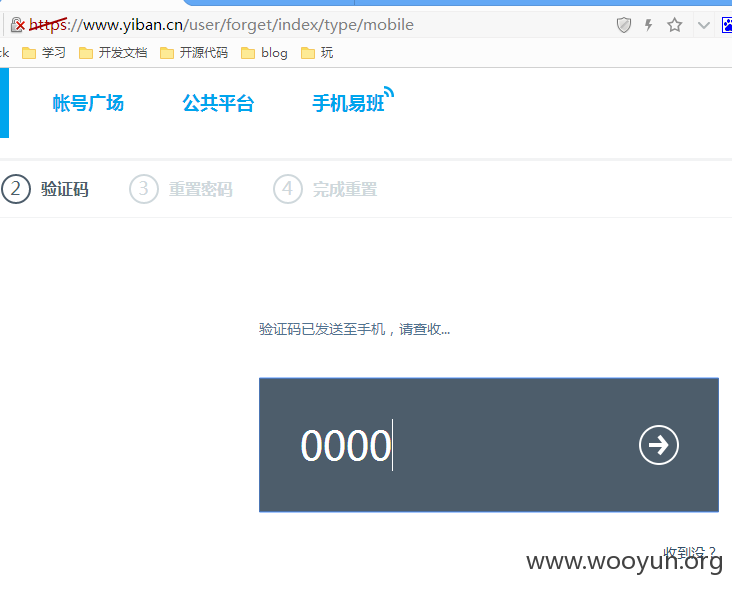 https://www.yiban.cn/user/forget/index/type/mobile
ck 学习 开发文档 开源代码 blog 玩
帐号广场 公共平台 手机易班
2 验证码 3 重置密码 4 完成重置
验证码已发送至手机，请查收...
0000
收到没？
www.wooyun.org